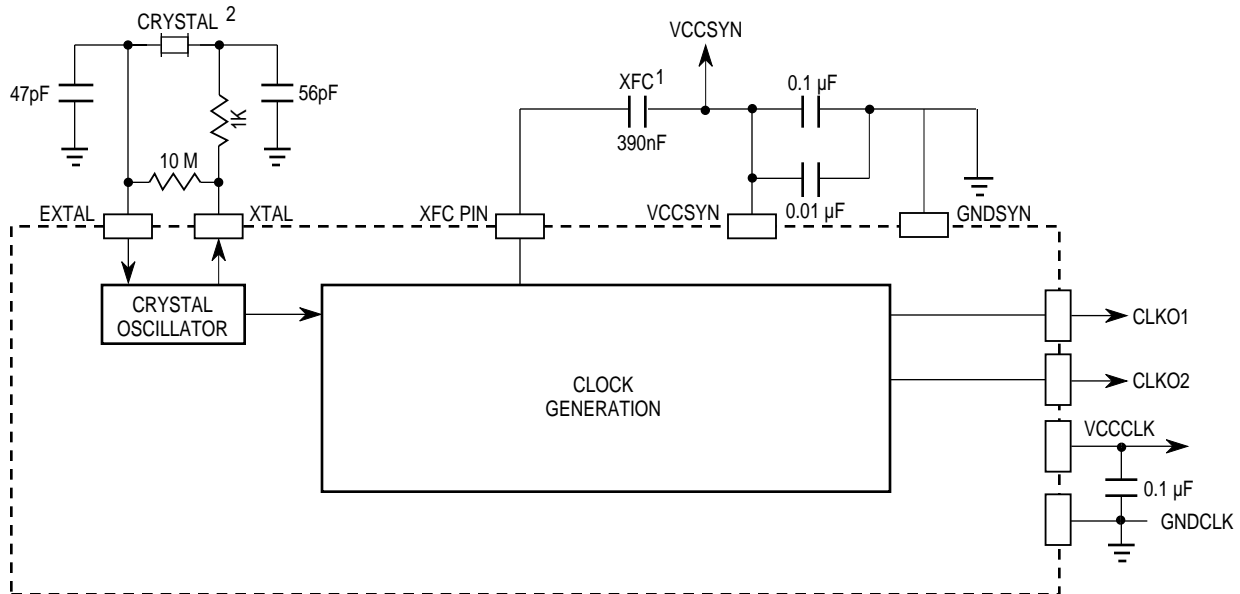 CRYSTAL 2
VCCSYN
47pF
56pF
1K
10 M
XFC 1
390nF
0.1 µF
0.01 µF
EXTAL
XTAL
XFC PIN
VCCSYN
GNDSYN
CRYSTAL
OSCILLATOR
CLOCK
GENERATION
CLKO1
CLKO2
VCCCLK
0.1 µF
GNDCLK